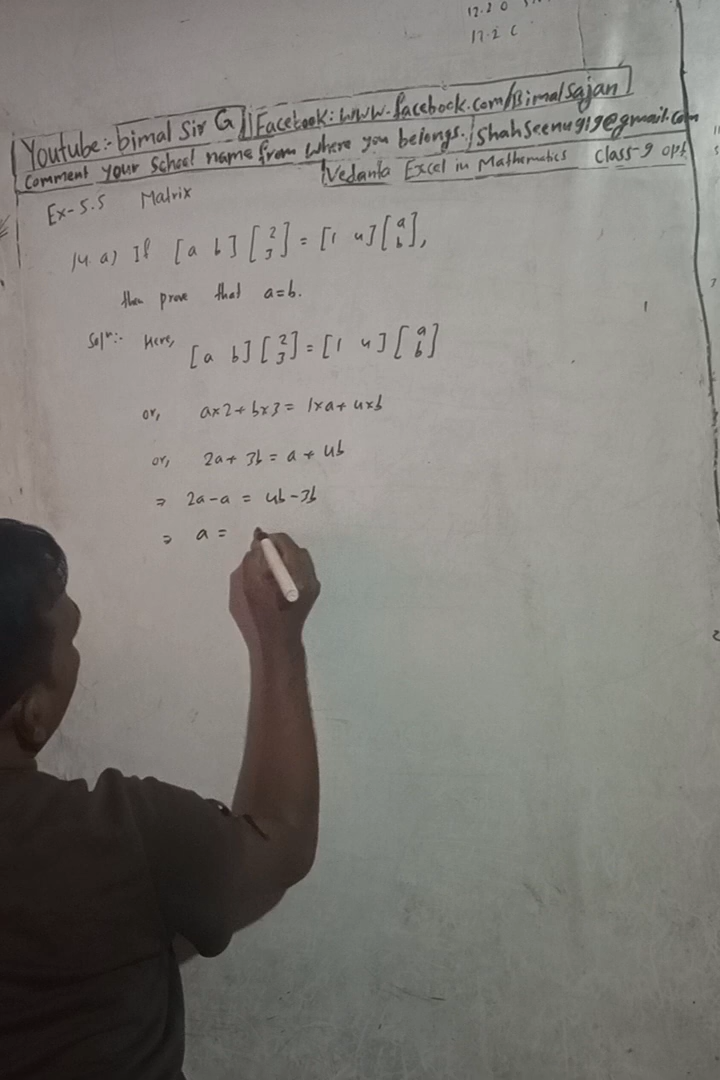 17.2
17.2 C
Youtube:- bimal Sir G Facebook: www.facebook.com/Bimalsajan
Comment your School name from where you belongs. Shahseenu919@gmail.com
Vedanta Excel in Mathematics Class-9 opt
Ex-5.5 Matrix
14. a) If [a b] [2 3] = [1 4] [a b],
then prove that a=b.
Solⁿ:- Here, [a b] [2 3] = [1 4] [a b]
or, a×2+b×3 = 1×a+4×b
or, 2a+3b = a+4b
⇒ 2a-a = 4b-3b
⇒ a =